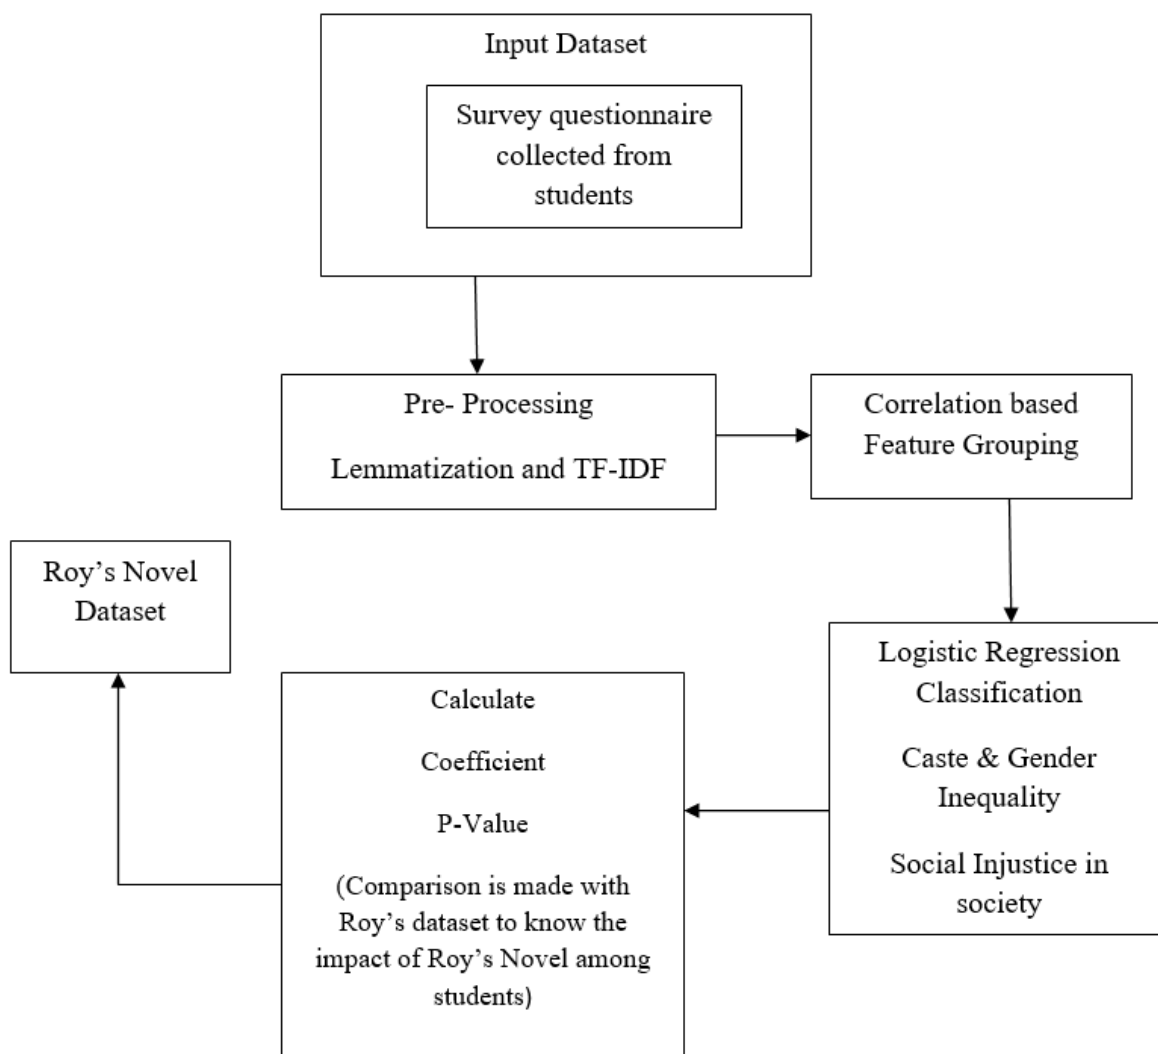 Input Dataset
Survey questionnaire
collected from
students
Pre- Processing
Lemmatization and TF-IDF
Correlation based
Feature Grouping
Roy’s Novel
Dataset
Logistic Regression
Classification
Caste & Gender
Inequality
Social Injustice in
society
Calculate
Coefficient
P-Value
(Comparison is made with
Roy’s dataset to know the
impact of Roy’s Novel among
students)